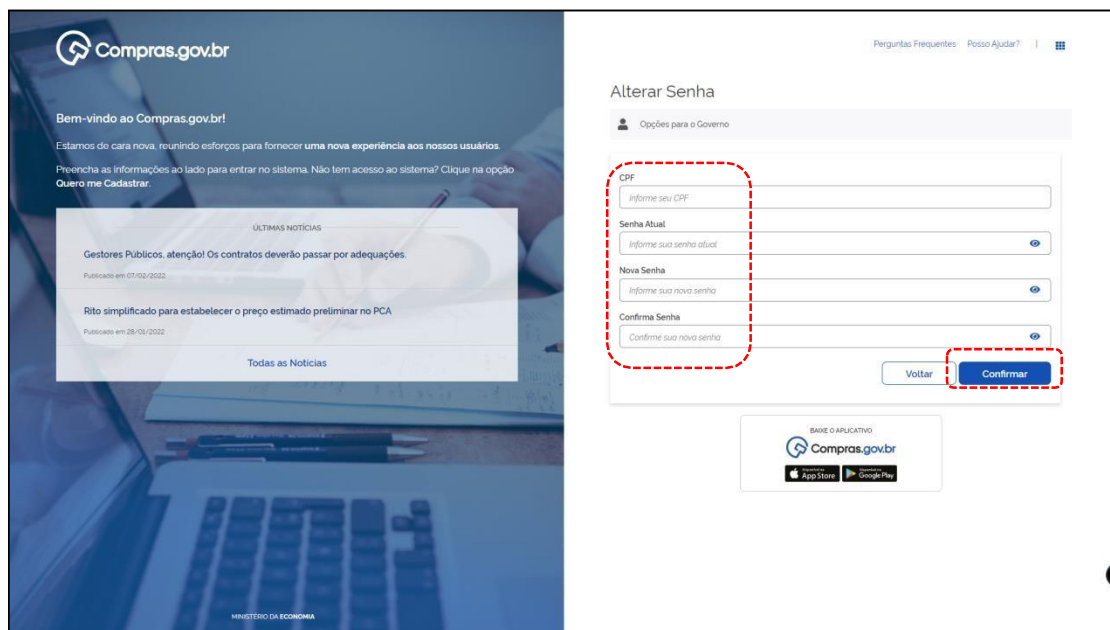 Compras.gov.br
Bem-vindo ao Compras.gov.br!
Estamos de cara nova, reunindo esforços para fornecer uma nova experiência aos nossos usuários.
Preencha as informações ao lado para entrar no sistema. Não tem acesso ao sistema? Clique na opção
Quero me Cadastrar.
ÚLTIMAS NOTÍCIAS
Gestores Públicos, atenção! Os contratos deverão passar por adequações.
Publicado em 07/02/2022
Rito simplificado para estabelecer o preço estimado preliminar no PCA
Publicado em 28/01/2022
Todas as Notícias
MINISTÉRIO DA ECONOMIA
Perguntas Frequentes Posso Ajudar? |
Alterar Senha
Opções para o Governo
CPF
Informe seu CPF
Senha Atual
Informe sua senha atual
Nova Senha
Informe sua nova senha
Confirma Senha
Confirme sua nova senha
Voltar Confirmar
BAIXE O APLICATIVO
Compras.gov.br
App Store Google Play